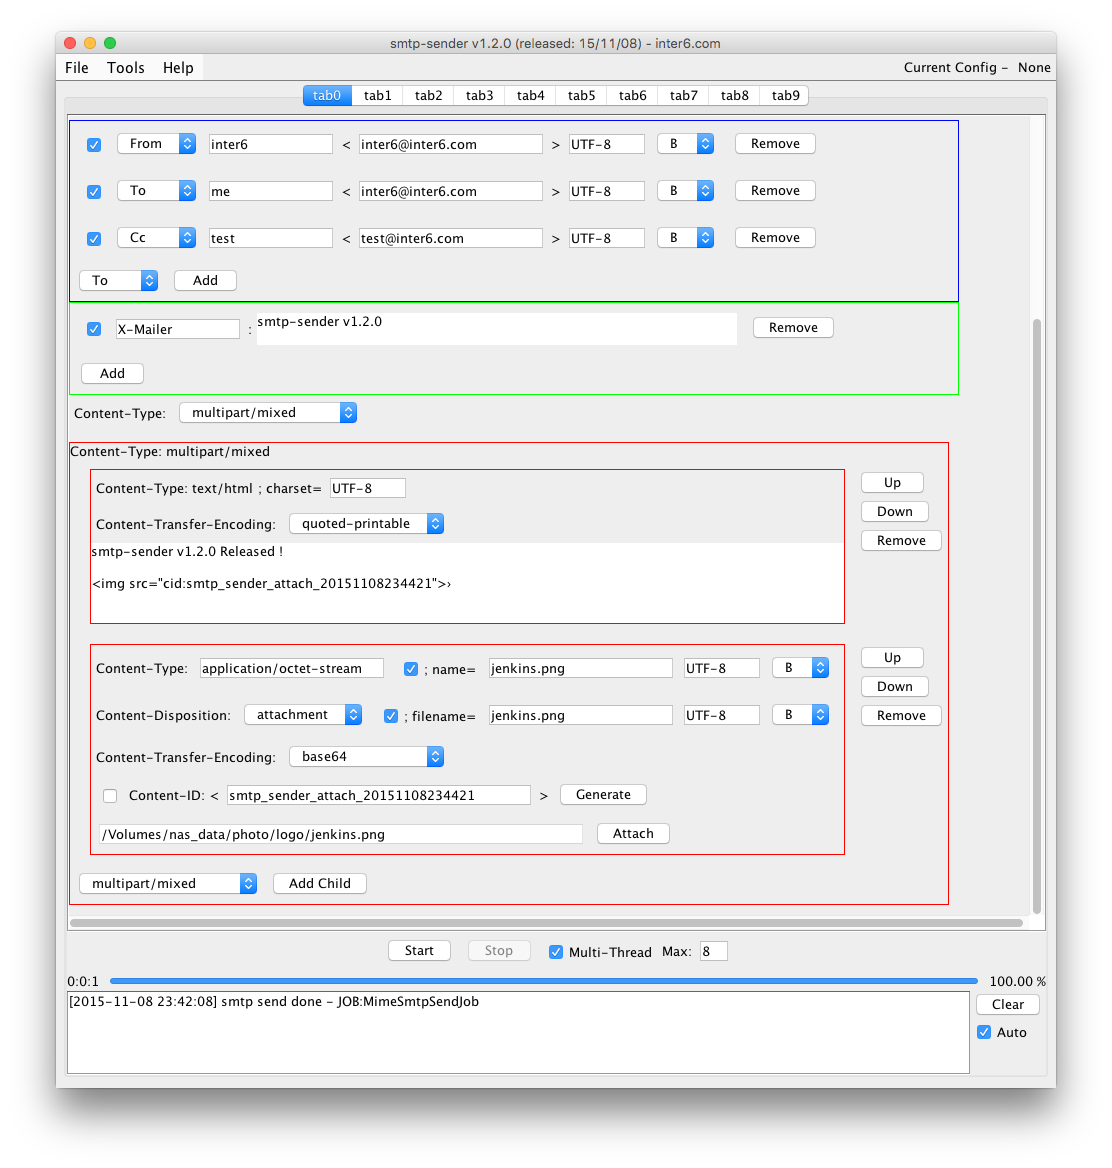 smtp-sender v1.2.0 (released: 15/11/08) - inter6.com
File Tools Help Current Config - None
tab0 tab1 tab2 tab3 tab4 tab5 tab6 tab7 tab8 tab9
From inter6 < inter6@inter6.com > UTF-8 B Remove
To me < inter6@inter6.com > UTF-8 B Remove
Cc test < test@inter6.com > UTF-8 B Remove
To Add
X-Mailer : smtp-sender v1.2.0 Remove
Add
Content-Type: multipart/mixed
Content-Type: multipart/mixed
Content-Type: text/html ; charset= UTF-8 Up
Down
Content-Transfer-Encoding: quoted-printable
Remove
smtp-sender v1.2.0 Released !
<img src="cid:smtp_sender_attach_20151108234421">›
Content-Type: application/octet-stream ; name= jenkins.png UTF-8 B Up
Down
Content-Disposition: attachment ; filename= jenkins.png UTF-8 B Remove
Content-Transfer-Encoding: base64
Content-ID: < smtp_sender_attach_20151108234421 > Generate
/Volumes/nas_data/photo/logo/jenkins.png Attach
multipart/mixed Add Child
Start Stop Multi-Thread Max: 8
0:0:1 100.00 %
[2015-11-08 23:42:08] smtp send done - JOB:MimeSmtpSendJob Clear
Auto